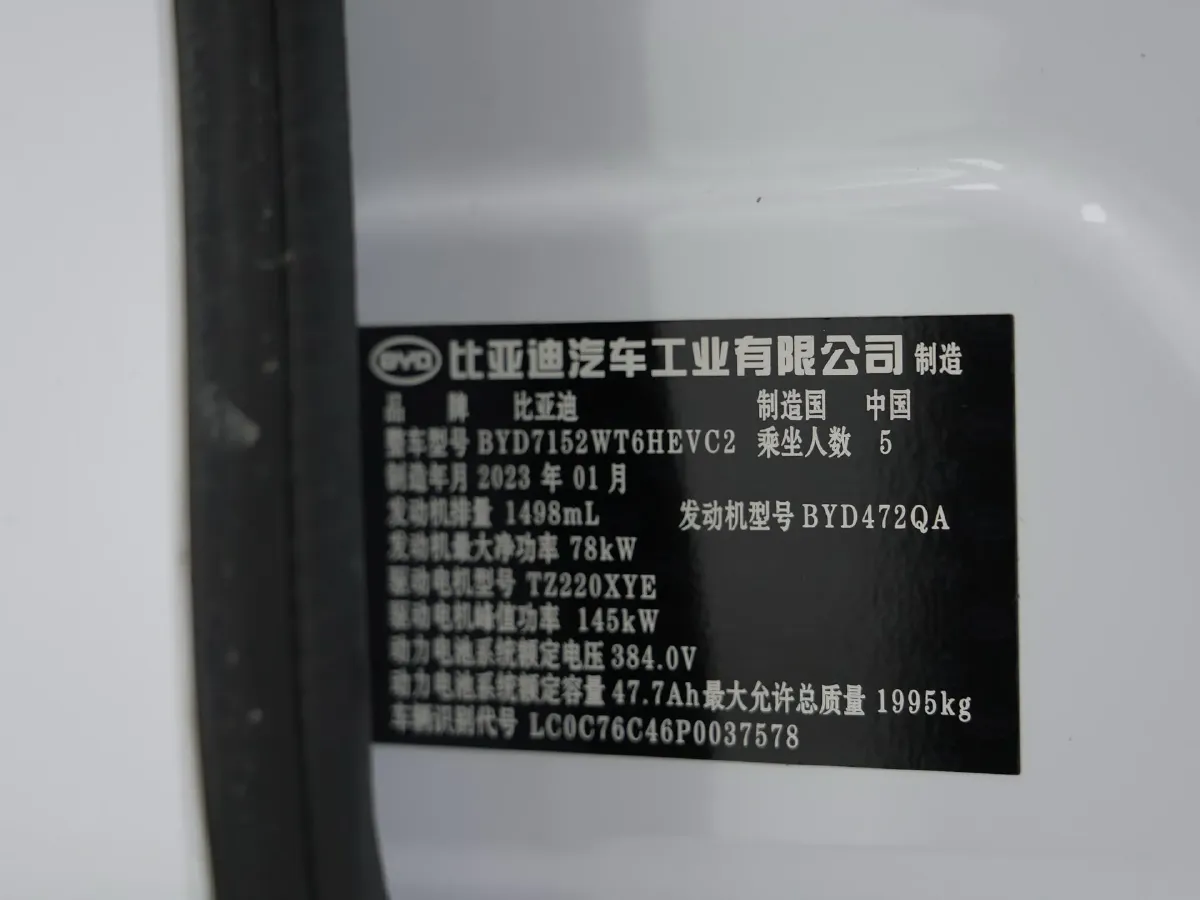 BYD 比亚迪汽车工业有限公司 制造
品 牌 比亚迪 制造国 中国
整车型号 BYD7152WT6HEVC2 乘坐人数 5
制造年月 2023 年 01 月
发动机排量 1498mL 发动机型号 BYD472QA
发动机最大净功率 78kW
驱动电机型号 TZ220XYE
驱动电机峰值功率 145kW
动力电池系统额定电压 384.0V
动力电池系统额定容量 47.7Ah 最大允许总质量 1995kg
车辆识别代号 LC0C76C46P0037578